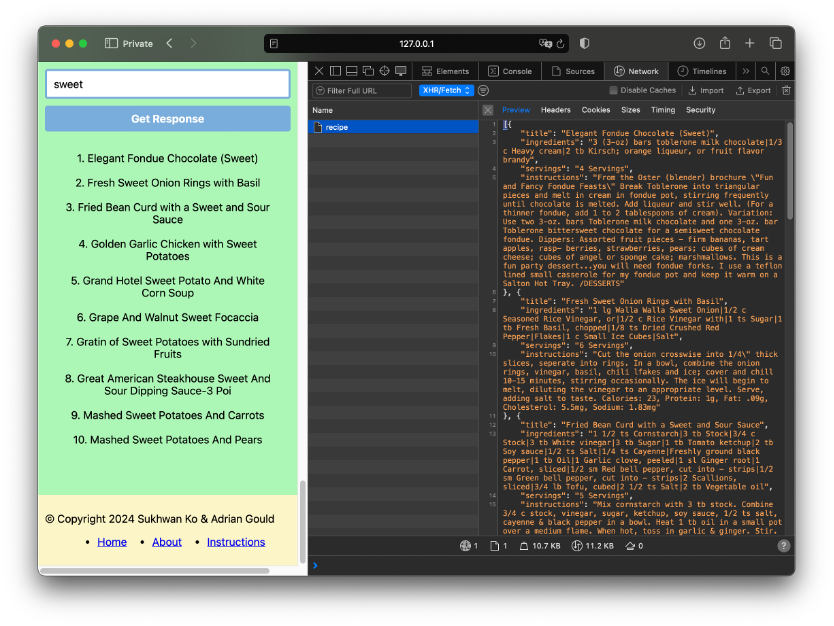 Private
127.0.0.1
sweet
Get Response
1. Elegant Fondue Chocolate (Sweet)
2. Fresh Sweet Onion Rings with Basil
3. Fried Bean Curd with a Sweet and Sour
Sauce
4. Golden Garlic Chicken with Sweet
Potatoes
5. Grand Hotel Sweet Potato And White
Corn Soup
6. Grape And Walnut Sweet Focaccia
7. Gratin of Sweet Potatoes with Sundried
Fruits
8. Great American Steakhouse Sweet And
Sour Dipping Sauce-3 Poi
9. Mashed Sweet Potatoes And Carrots
10. Mashed Sweet Potatoes And Pears
© Copyright 2024 Sukhwan Ko & Adrian Gould
• Home • About • Instructions
Elements Console Sources Network Timelines
Filter Full URL XHR/Fetch Disable Caches Import Export
Name
recipe
Preview Headers Cookies Sizes Timing Security
1 [{
2 "title": "Elegant Fondue Chocolate (Sweet)",
3 "ingredients": "3 (3-oz) bars toblerone milk chocolate|1/3
c Heavy cream|2 tb Kirsch; orange liqueur, or fruit flavor
brandy",
4 "servings": "4 Servings",
5 "instructions": "From the Oster (blender) brochure \"Fun
and Fancy Fondue Feasts\" Break Toblerone into triangular
pieces and melt in cream in fondue pot, stirring frequently
until chocolate is melted. Add liqueur and stir well. (For a
thinner fondue, add 1 to 2 tablespoons of cream). Variation:
Use two 3-oz. bars Toblerone milk chocolate and one 3-oz. bar
Toblerone bittersweet chocolate for a semisweet chocolate
fondue. Dippers: Assorted fruit pieces - firm bananas, tart
apples, rasp- berries, strawberries, pears; cubes of cream
cheese; cubes of angel or sponge cake; marshmallows. This is a
fun party dessert...you will need fondue forks. I use a teflon
lined small casserole for my fondue pot and keep it warm on a
Salton Hot Tray. /DESSERTS"
6 }, {
7 "title": "Fresh Sweet Onion Rings with Basil",
8 "ingredients": "1 lg Walla Walla Sweet Onion|1/2 c
Seasoned Rice Vinegar, or|1/2 c Rice Vinegar with|1 ts Sugar|1
tb Fresh Basil, chopped|1/8 ts Dried Crushed Red
Pepper|Flakes|1 c Small Ice Cubes|Salt",
9 "servings": "6 Servings",
10 "instructions": "Cut the onion crosswise into 1/4\" thick
slices, seperate into rings. In a bowl, combine the onion
rings, vinegar, basil, chili lfakes and ice; cover and chill
10-15 minutes, stirring occasionally. The ice will begin to
melt, diluting the vinegar to an appropriate level. Serve,
adding salt to taste. Calories: 23, Protein: 1g, Fat: .09g,
Cholesterol: 5.5mg, Sodium: 1.83mg"
11 }, {
12 "title": "Fried Bean Curd with a Sweet and Sour Sauce",
13 "ingredients": "1 1/2 ts Cornstarch|3 tb Stock|3/4 c
Stock|3 tb White vinegar|3 tb Sugar|1 tb Tomato ketchup|2 tb
Soy sauce|1/2 ts Salt|1/4 ts Cayenne|Freshly ground black
pepper|1 tb Oil|1 Garlic clove, peeled|1 sl Ginger root|1
Carrot, sliced|1/2 sm Red bell pepper, cut into - strips|1/2
sm Green bell pepper, cut into - strips|2 Scallions,
sliced|3/4 lb Tofu, cubed|2 1/2 ts Salt|2 tb Vegetable oil",
14 "servings": "5 Servings",
15 "instructions": "Mix cornstarch with 3 tb stock. Combine
3/4 c stock, vinegar, sugar, ketchup, soy sauce, 1/2 ts salt,
cayenne & black pepper in a bowl. Heat 1 tb oil in a small pot
over a medium flame. When hot, toss in garlic & ginger. Stir.
1 1 10.7 KB 11.2 KB 0